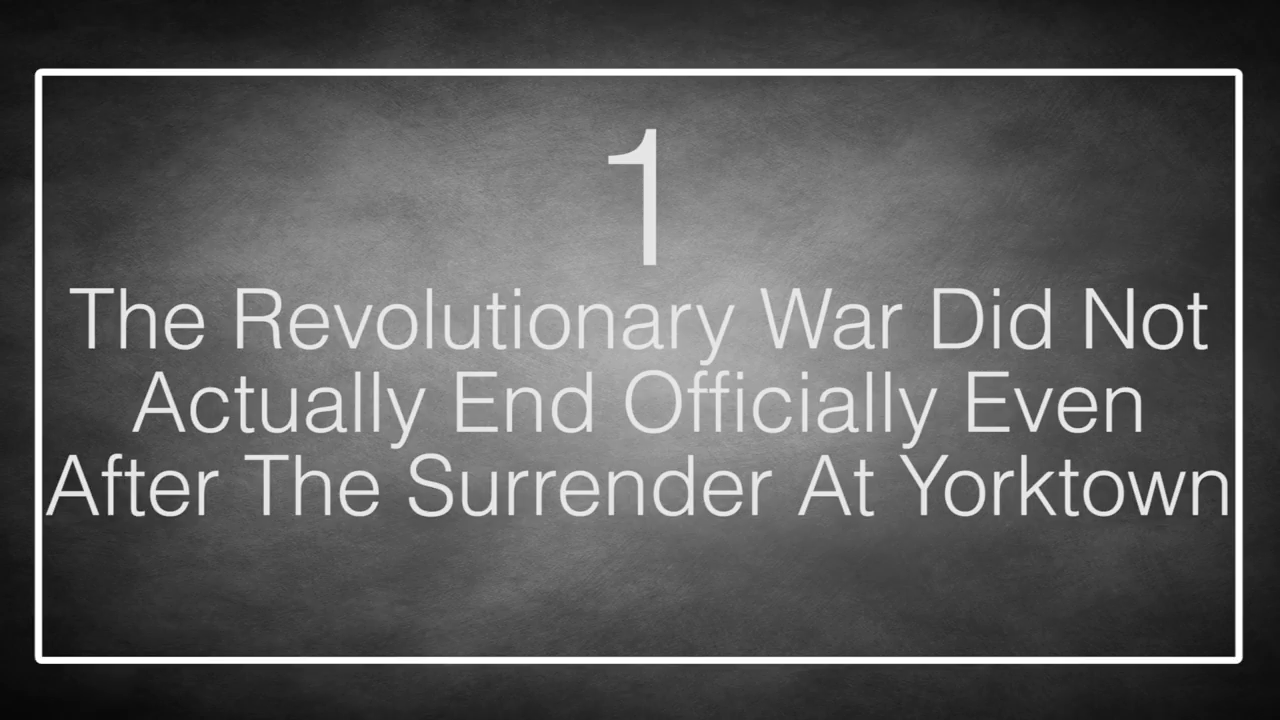 1
The Revolutionary War Did Not
Actually End Officially Even
After The Surrender At Yorktown